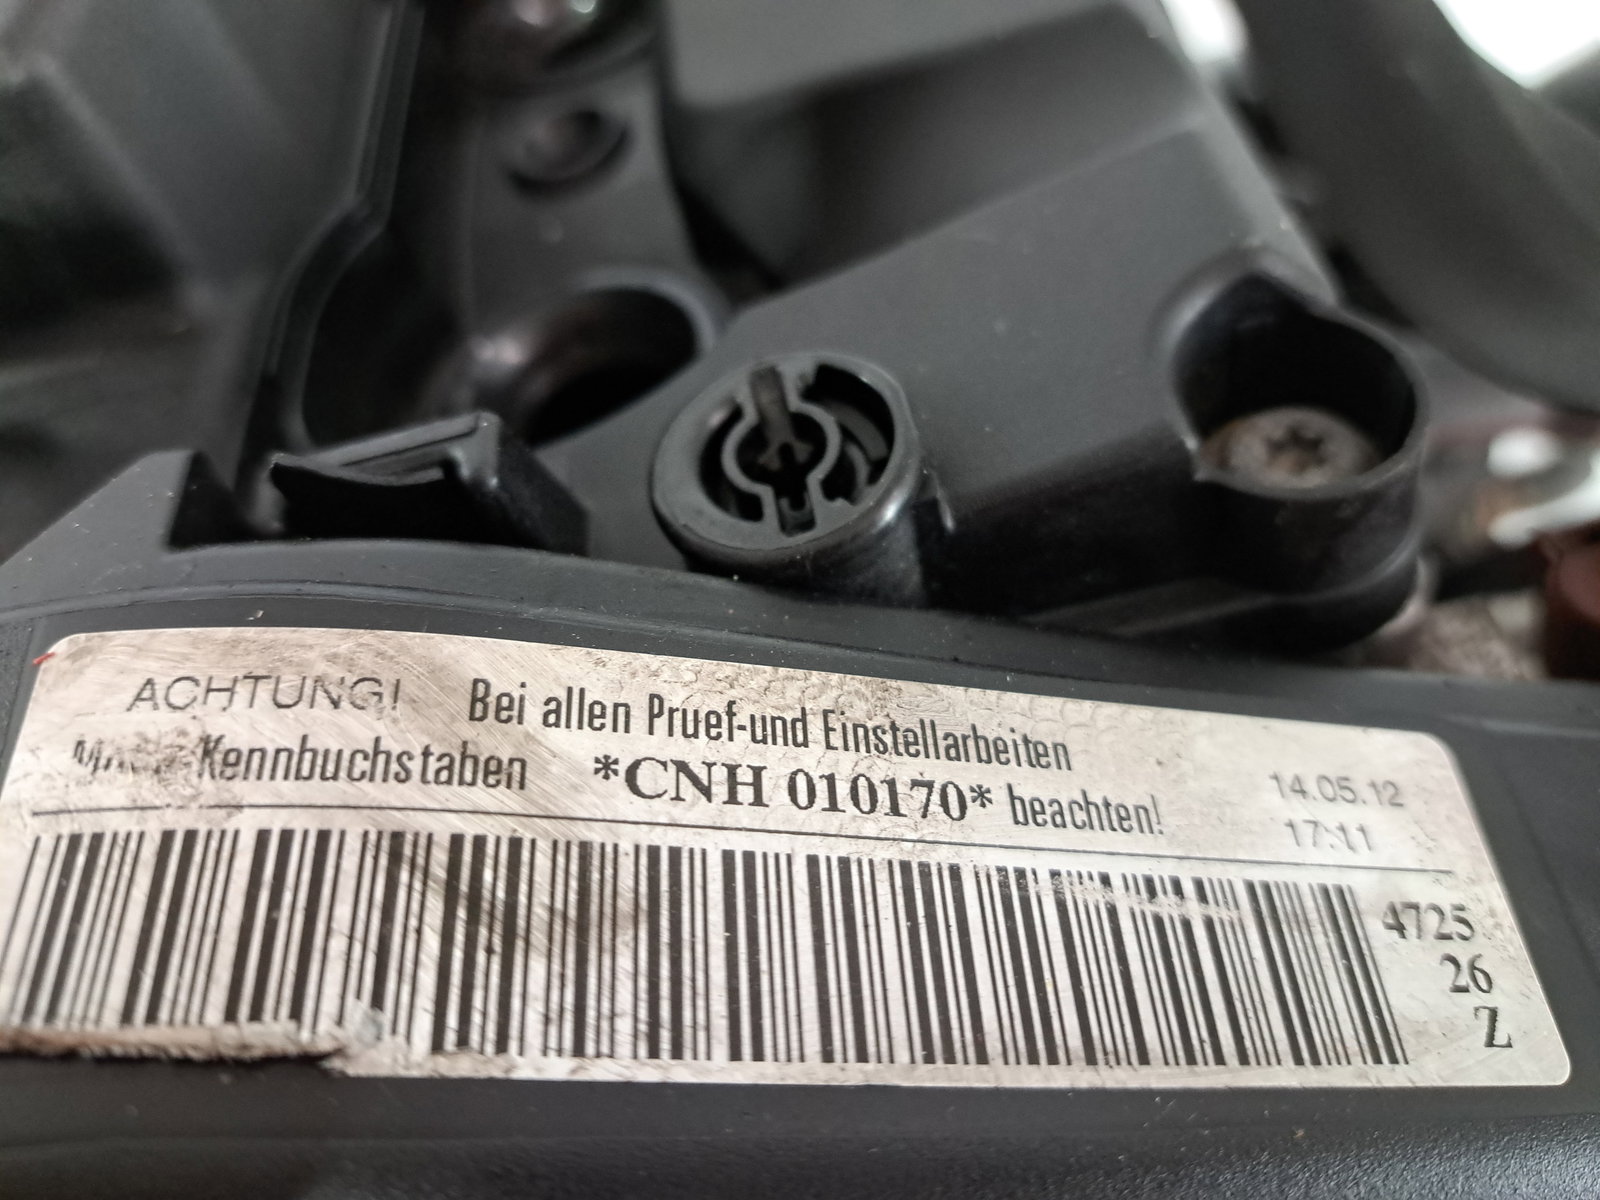 ACHTUNG! Bei allen Pruef-und Einstellarbeiten
Kennbuchstaben *CNH 010170* beachten!
14.05.12
17:11
4725
26
Z